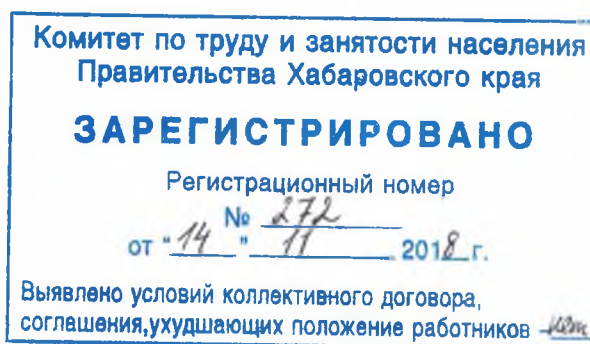 Комитет по труду и занятости населения
Правительства Хабаровского края
ЗАРЕГИСТРИРОВАНО
Регистрационный номер
№ 272
от "14" 11 2018 г.
Выявлено условий коллективного договора,
соглашения,ухудшающих положение работников нет